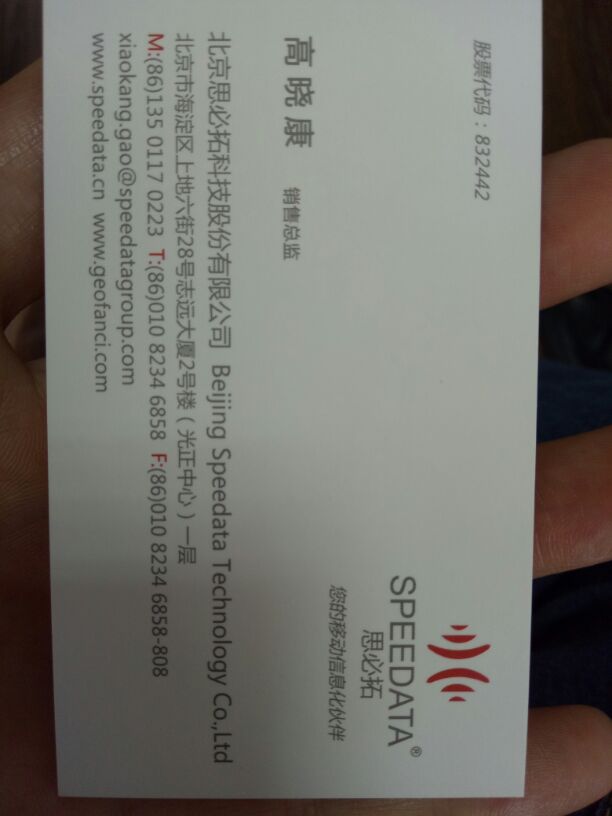 股票代码：832442
SPEEDATA®
思必拓
您的移动信息化伙伴
高晓康 销售总监
北京思必拓科技股份有限公司 Beijing Speedata Technology Co.,Ltd
北京市海淀区上地六街28号志远大厦2号楼（光正中心）一层
M:(86)135 0117 0223 T:(86)010 8234 6858 F:(86)010 8234 6858-808
xiaokang.gao@speedatagroup.com
www.speedata.cn www.geofanci.com